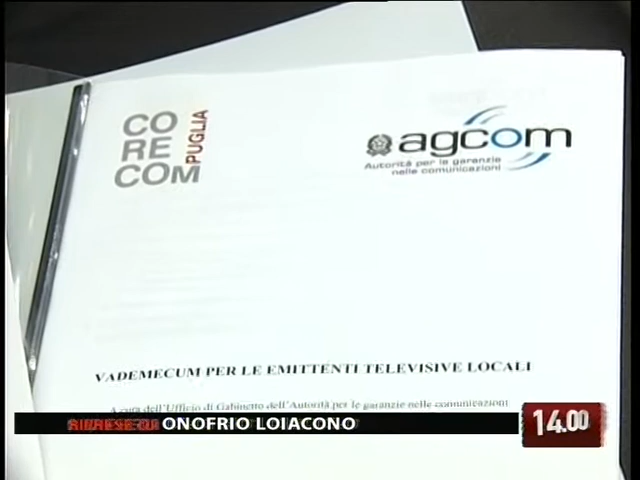 CO
RE
COM
PUGLIA
agcom
Autorità per le garanzie
nelle comunicazioni
VADEMECUM PER LE EMITTENTI TELEVISIVE LOCALI
A cura dell'Ufficio di Gabinetto dell'Autorità per le garanzie nelle comunicazioni
ONOFRIO LOIACONO
14.00